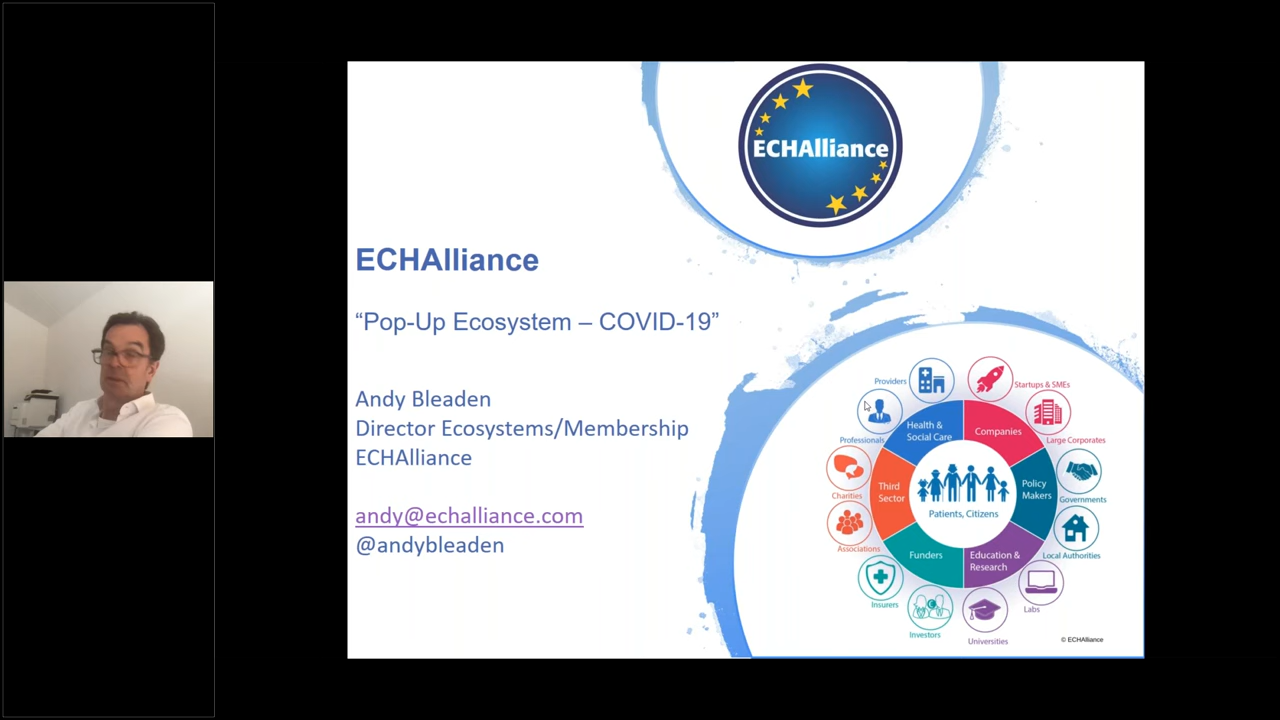 ECHAlliance
ECHAlliance
“Pop-Up Ecosystem – COVID-19”
Andy Bleaden
Director Ecosystems/Membership
ECHAlliance
andy@echalliance.com
@andybleaden
Providers
Startups & SMEs
Professionals
Health &
Social Care
Companies
Large Corporates
Charities
Third
Sector
Policy
Makers
Governments
Patients, Citizens
Associations
Funders
Education &
Research
Local Authorities
Insurers
Labs
Investors
Universities
© ECHAlliance